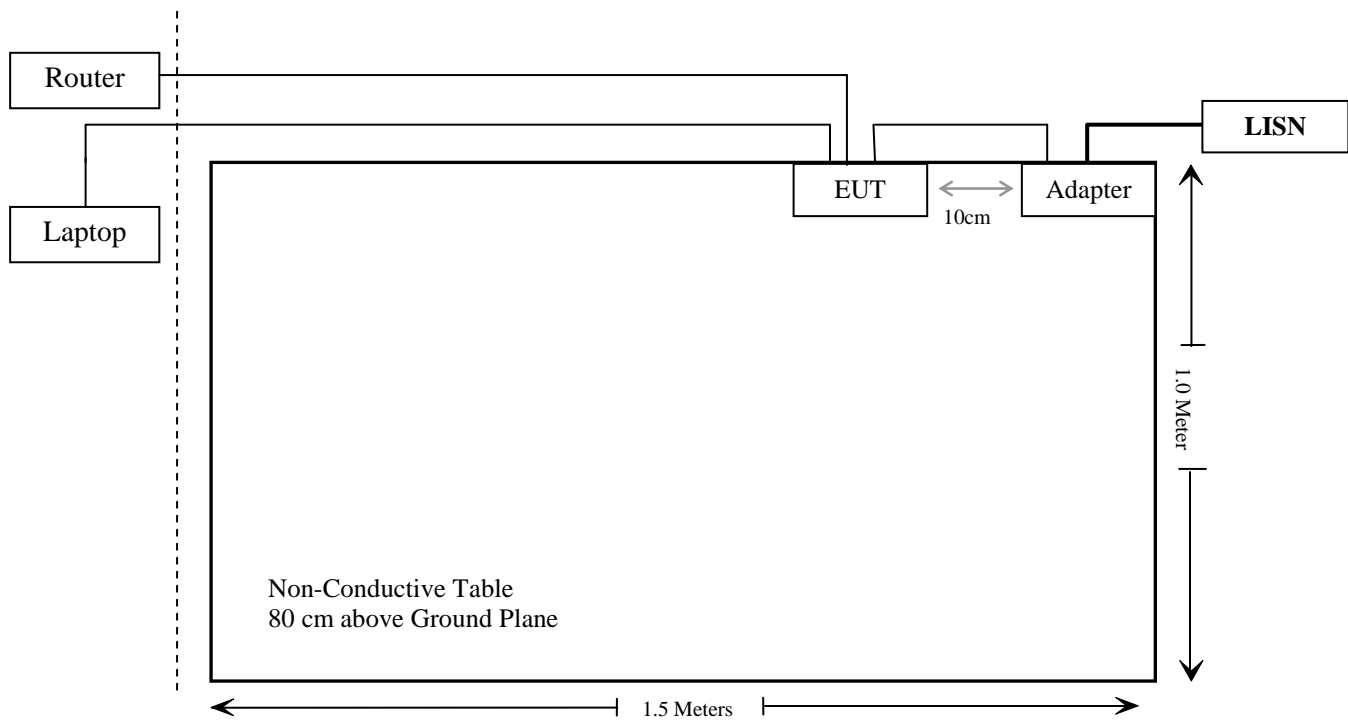 Router
LISN
EUT
Adapter
10cm
Laptop
1.0 Meter
Non-Conductive Table
80 cm above Ground Plane
1.5 Meters